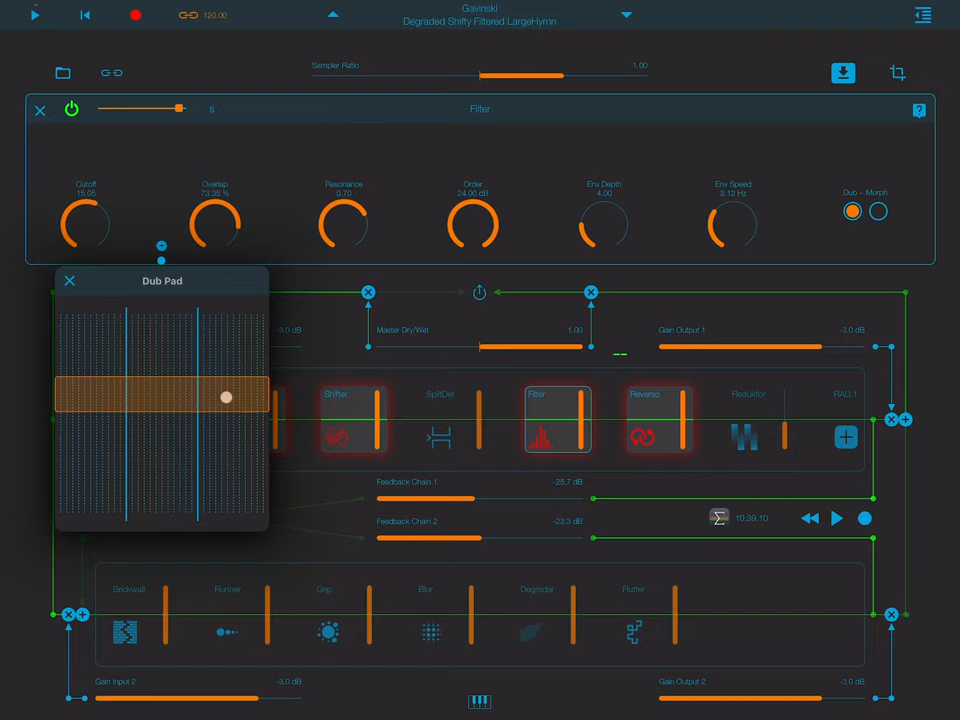 Gavinski
Degraded Shifty Filtered LargeHymn
120.00
Sampler Ratio
1.00
S
Filter
?
Cutoff
15.05
Overlap
73.35 %
Resonance
0.70
Order
24.00 dB
Env Depth
4.00
Env Speed
3.12 Hz
Dub – Morph
Dub Pad
-3.0 dB
Master Dry/Wet
1.00
Gain Output 1
-3.0 dB
Shifter
SplitDel
Filter
Reverso
Reduktor
RAU 1
Feedback Chain 1
-25.7 dB
Feedback Chain 2
-23.3 dB
Σ
10:39.10
Brickwall
Runner
Grip
Blur
Degrader
Flutter
Gain Input 2
-3.0 dB
Gain Output 2
-3.0 dB